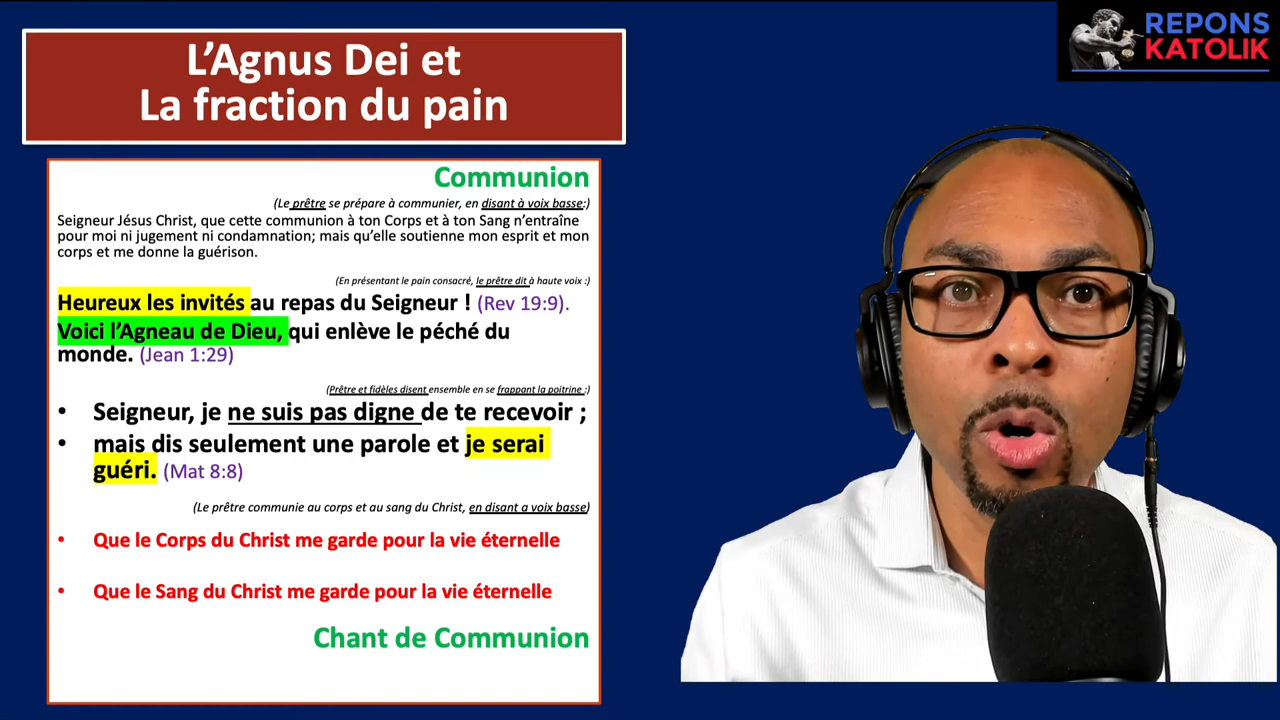 L'Agnus Dei et
La fraction du pain
REPONS
KATOLIK
Communion
(Le prêtre se prépare à communier, en disant à voix basse:)
Seigneur Jésus Christ, que cette communion à ton Corps et à ton Sang n'entraîne
pour moi ni jugement ni condamnation; mais qu'elle soutienne mon esprit et mon
corps et me donne la guérison.
(En présentant le pain consacré, le prêtre dit à haute voix :)
Heureux les invités au repas du Seigneur ! (Rev 19:9).
Voici l'Agneau de Dieu, qui enlève le péché du
monde. (Jean 1:29)
(Prêtre et fidèles disent ensemble en se frappant la poitrine :)
• Seigneur, je ne suis pas digne de te recevoir ;
• mais dis seulement une parole et je serai
guéri. (Mat 8:8)
(Le prêtre communie au corps et au sang du Christ, en disant a voix basse)
• Que le Corps du Christ me garde pour la vie éternelle
• Que le Sang du Christ me garde pour la vie éternelle
Chant de Communion